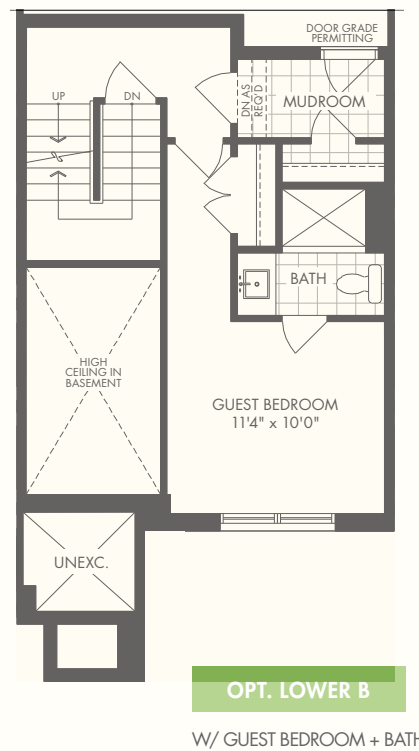 DOOR GRADE
PERMITTING
UP
DN
DN AS
REQ'D
MUDROOM
BATH
HIGH
CEILING IN
BASEMENT
GUEST BEDROOM
11'4" x 10'0"
UNEXC.
OPT. LOWER B
W/ GUEST BEDROOM + BATH